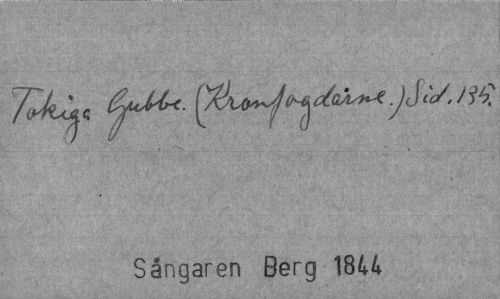 Tokiga Gubbe. (Kronfogdarne.) Sid. 135.
Sångaren Berg 1844